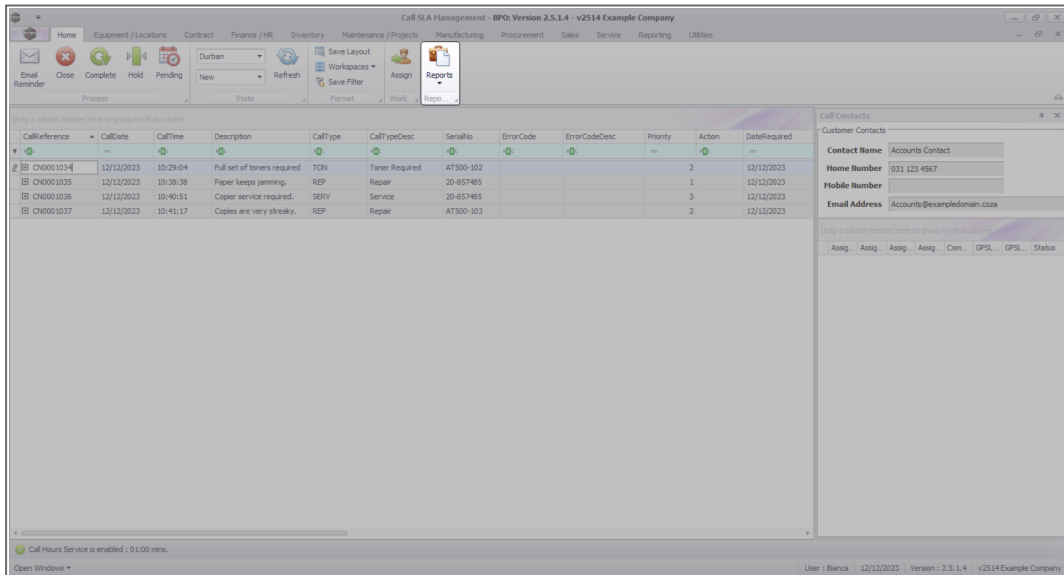 Call SLA Management - BPO: Version 2.5.1.4 - v2514 Example Company
Home Equipment / Locations Contract Finance / HR Inventory Maintenance / Projects Manufacturing Procurement Sales Service Reporting Utilities
Email Reminder Close Complete Hold Pending Durban New Refresh Save Layout Workspaces Save Filter Assign Reports
Process State Format Work Repo...
Drag a column header here to group by that column
CallReference CallDate CallTime Description CallType CallTypeDesc SerialNo ErrorCode ErrorCodeDesc Priority Action DateRequired
CN0001034 12/12/2023 10:29:04 Full set of toners required TON Toner Required AT500-102 2 12/12/2023
CN0001035 12/12/2023 10:38:38 Paper keeps jamming. REP Repair 20-857485 1 12/12/2023
CN0001036 12/12/2023 10:40:51 Copier service required. SERV Service 20-857485 3 12/12/2023
CN0001037 12/12/2023 10:41:17 Copies are very streaky. REP Repair AT500-103 2 12/12/2023
Call Contacts
Customer Contacts
Contact Name Accounts Contact
Home Number 031 123 4567
Mobile Number
Email Address Accounts@exampledomain.coza
Drag a column header here to group by that column
Assig... Assig... Assig... Assig... Com... GPSL... GPSL... Status
Call Hours Service is enabled : 01:00 mins.
Open Windows User : Bianca 12/12/2023 Version : 2.5.1.4 v2514 Example Company